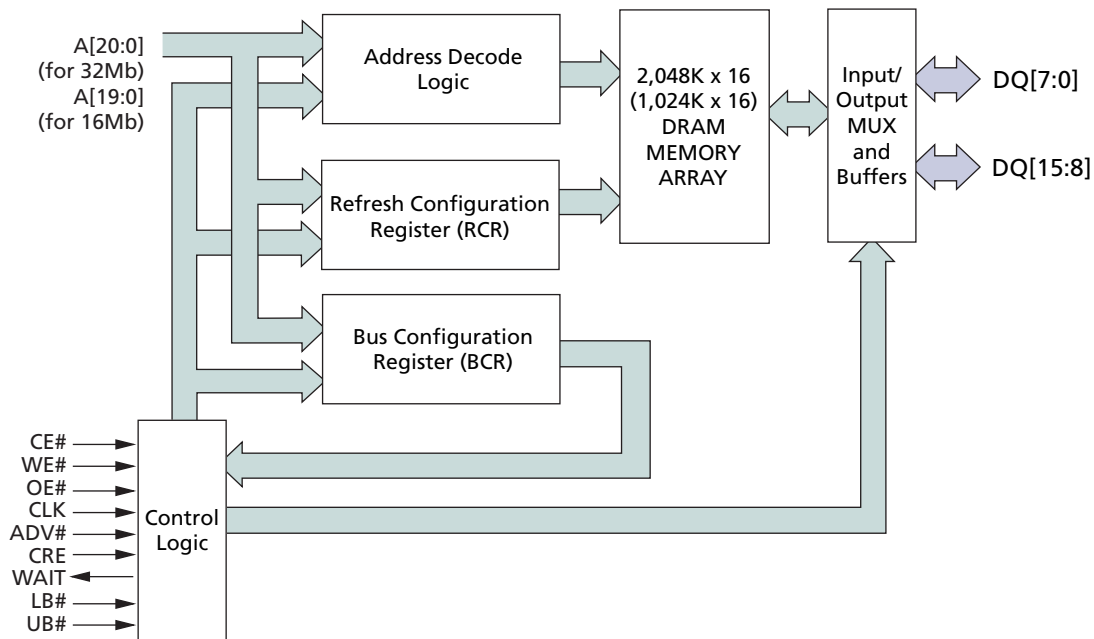 A[20:0]
(for 32Mb)
A[19:0]
(for 16Mb)
Address Decode
Logic
2,048K x 16
(1,024K x 16)
DRAM
MEMORY
ARRAY
Input/
Output
MUX
and
Buffers
DQ[7:0]
DQ[15:8]
Refresh Configuration
Register (RCR)
Bus Configuration
Register (BCR)
CE#
WE#
OE#
CLK
ADV#
CRE
WAIT
LB#
UB#
Control
Logic